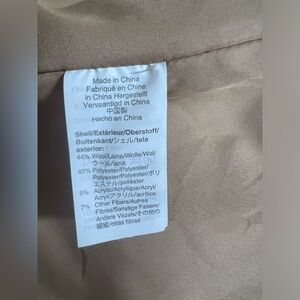 Made in China
Fabriqué en Chine
in China Hergestellt
Vervaardigd in China
中国製
Hecho en China
Shell/Extérieur/Oberstoff/
Buitenkant/シェル/tela
exterior:
44% Wool/Laine/Wolle/Wol/
ウール/lana
40% Polyester/Polyester/
Polyester/Polyester/ポリ
エステル/poliéster
9% Acrylic/Acrylique/Acryl/
Acryl/アクリル/acrílico
7% Other Fibers/Autres
Fibres/Sonstige Fasern/
Andere Vezels/その他の
繊維/otras fibras